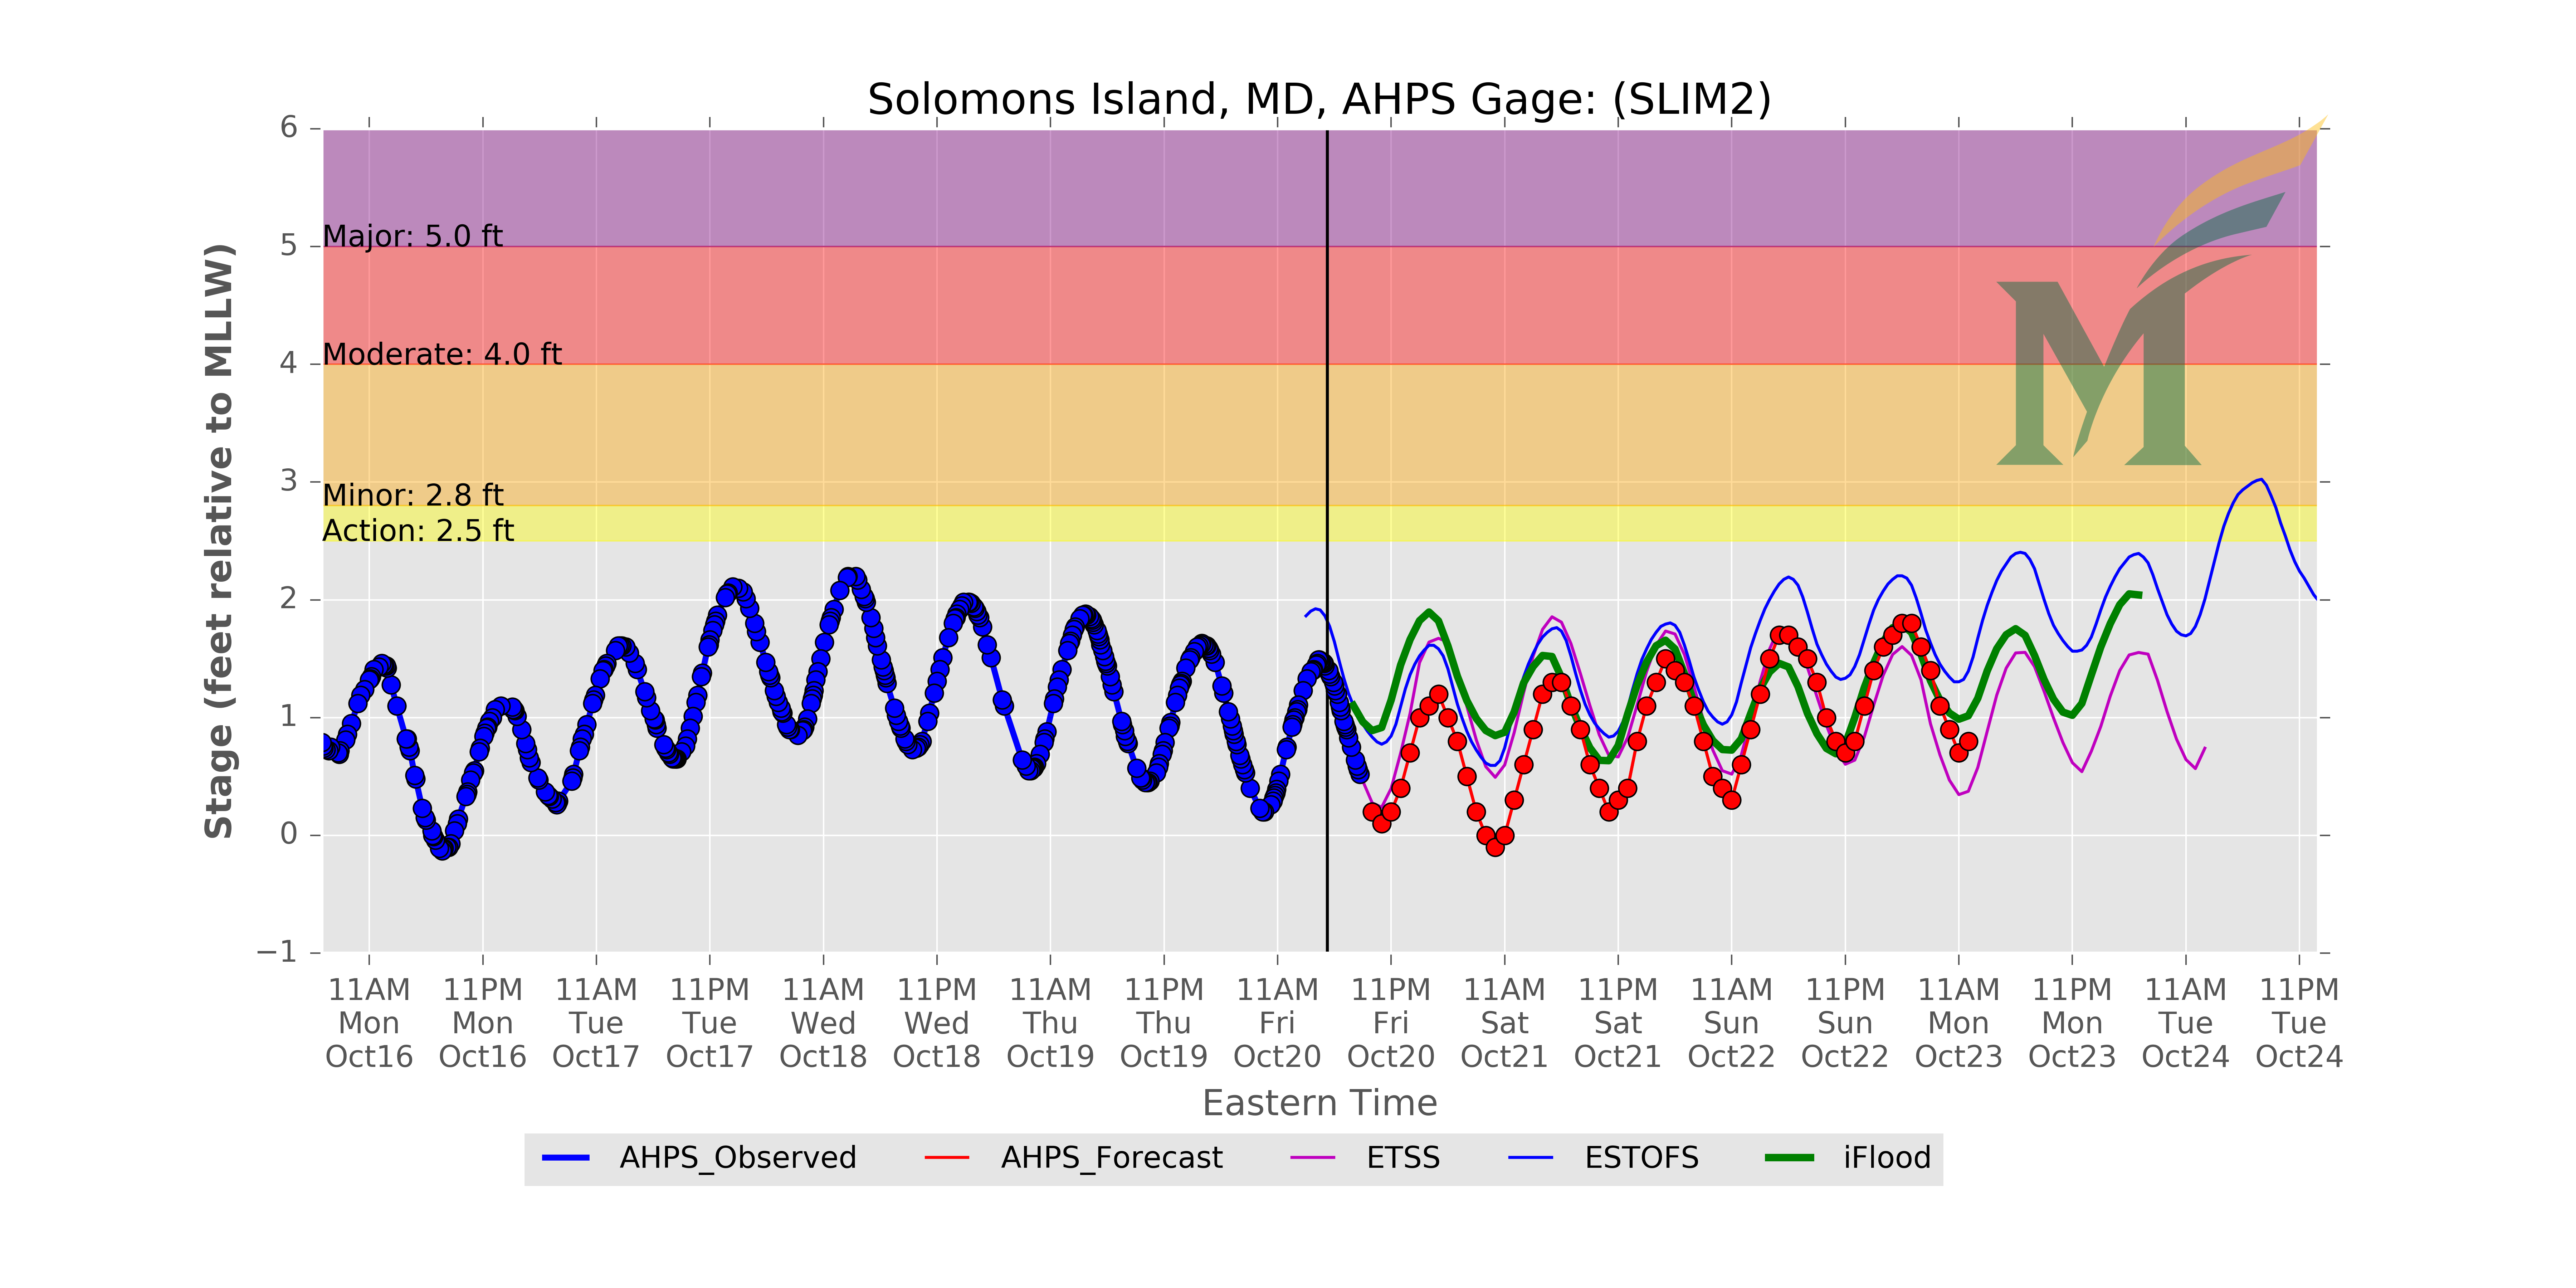 Solomons Island, MD, AHPS Gage: (SLIM2)
6
5
4
3
2
1
0
−1
Stage (feet relative to MLLW)
Major: 5.0 ft
Moderate: 4.0 ft
Minor: 2.8 ft
Action: 2.5 ft
M
11AM 11PM 11AM 11PM 11AM 11PM 11AM 11PM 11AM 11PM 11AM 11PM 11AM 11PM 11AM 11PM 11AM 11PM
Mon Mon Tue Tue Wed Wed Thu Thu Fri Fri Sat Sat Sun Sun Mon Mon Tue Tue
Oct16 Oct16 Oct17 Oct17 Oct18 Oct18 Oct19 Oct19 Oct20 Oct20 Oct21 Oct21 Oct22 Oct22 Oct23 Oct23 Oct24 Oct24
Eastern Time
AHPS_Observed AHPS_Forecast ETSS ESTOFS iFlood